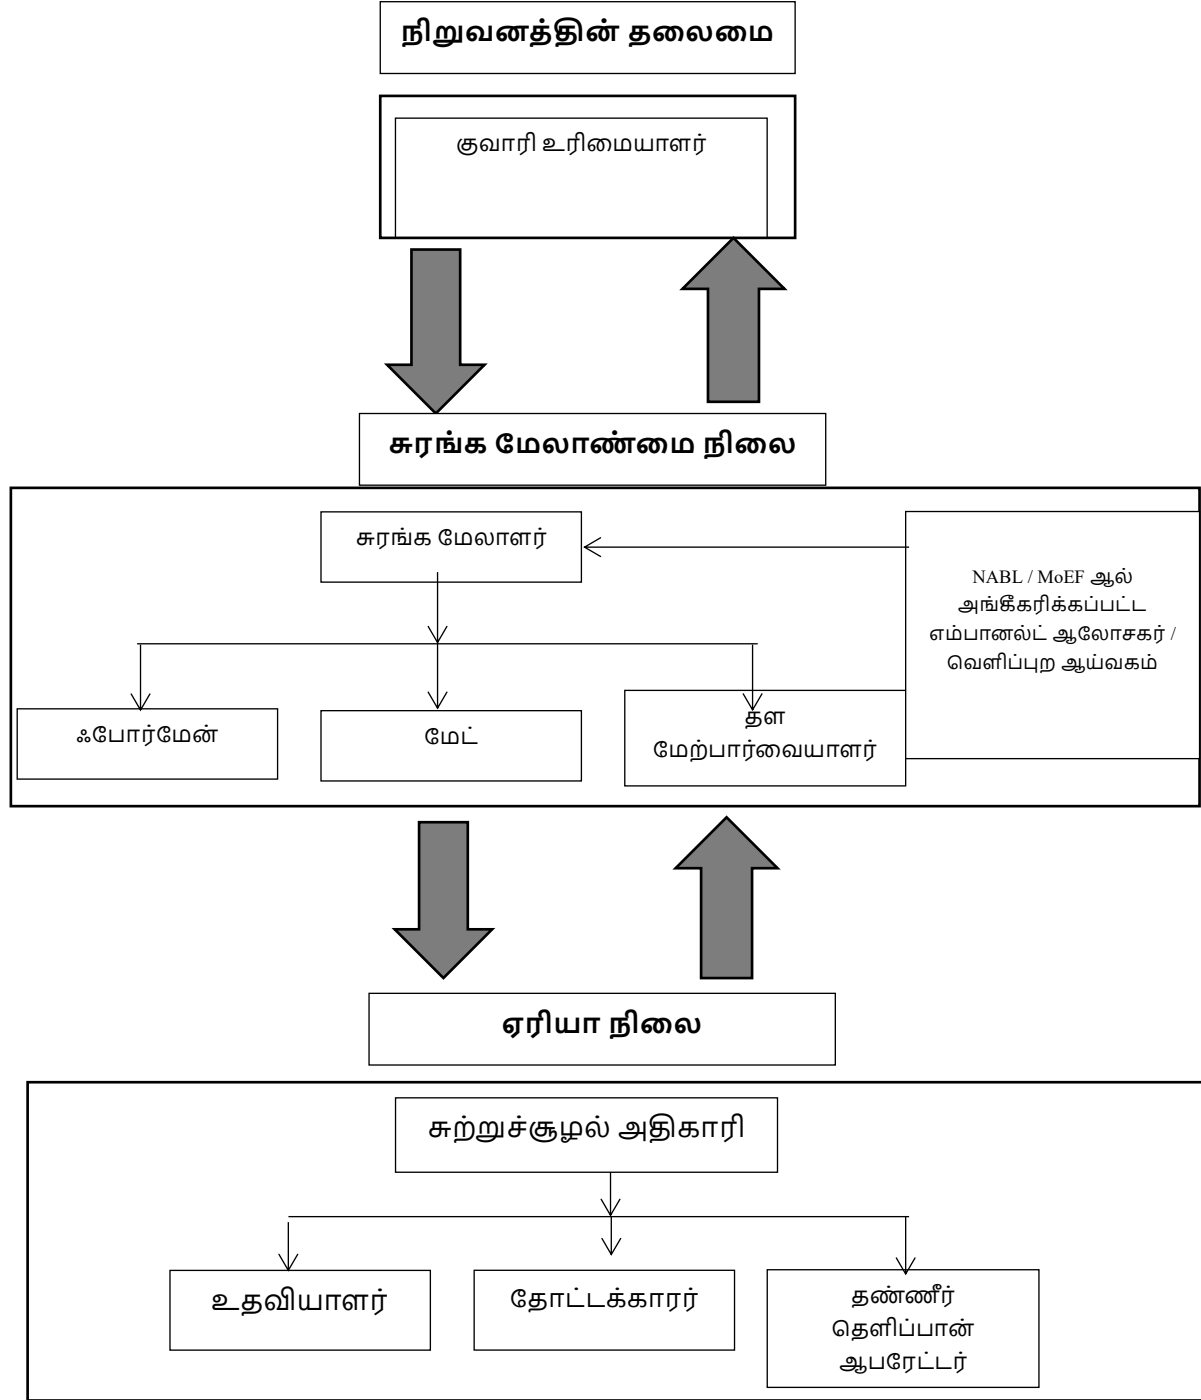 நிறுவனத்தின் தலைமை
குவாரி உரிமையாளர்
சுரங்க மேலாண்மை நிலை
சுரங்க மேலாளர்
NABL / MoEF ஆல்
அங்கீகரிக்கப்பட்ட
எம்பானல்ட் ஆலோசகர் /
வெளிப்புற ஆய்வகம்
ஃபோர்மேன்
மேட்
தள
மேற்பார்வையாளர்
ஏரியா நிலை
சுற்றுச்சூழல் அதிகாரி
உதவியாளர்
தோட்டக்காரர்
தண்ணீர்
தெளிப்பான்
ஆபரேட்டர்